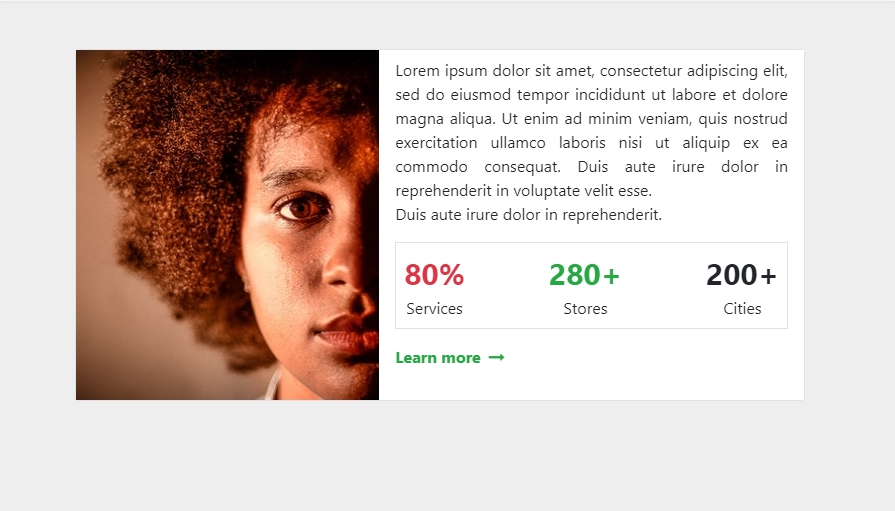 Lorem ipsum dolor sit amet, consectetur adipiscing elit,
sed do eiusmod tempor incididunt ut labore et dolore
magna aliqua. Ut enim ad minim veniam, quis nostrud
exercitation ullamco laboris nisi ut aliquip ex ea
commodo consequat. Duis aute irure dolor in
reprehenderit in voluptate velit esse.
Duis aute irure dolor in reprehenderit.
80% 280+ 200+
Services Stores Cities
Learn more →